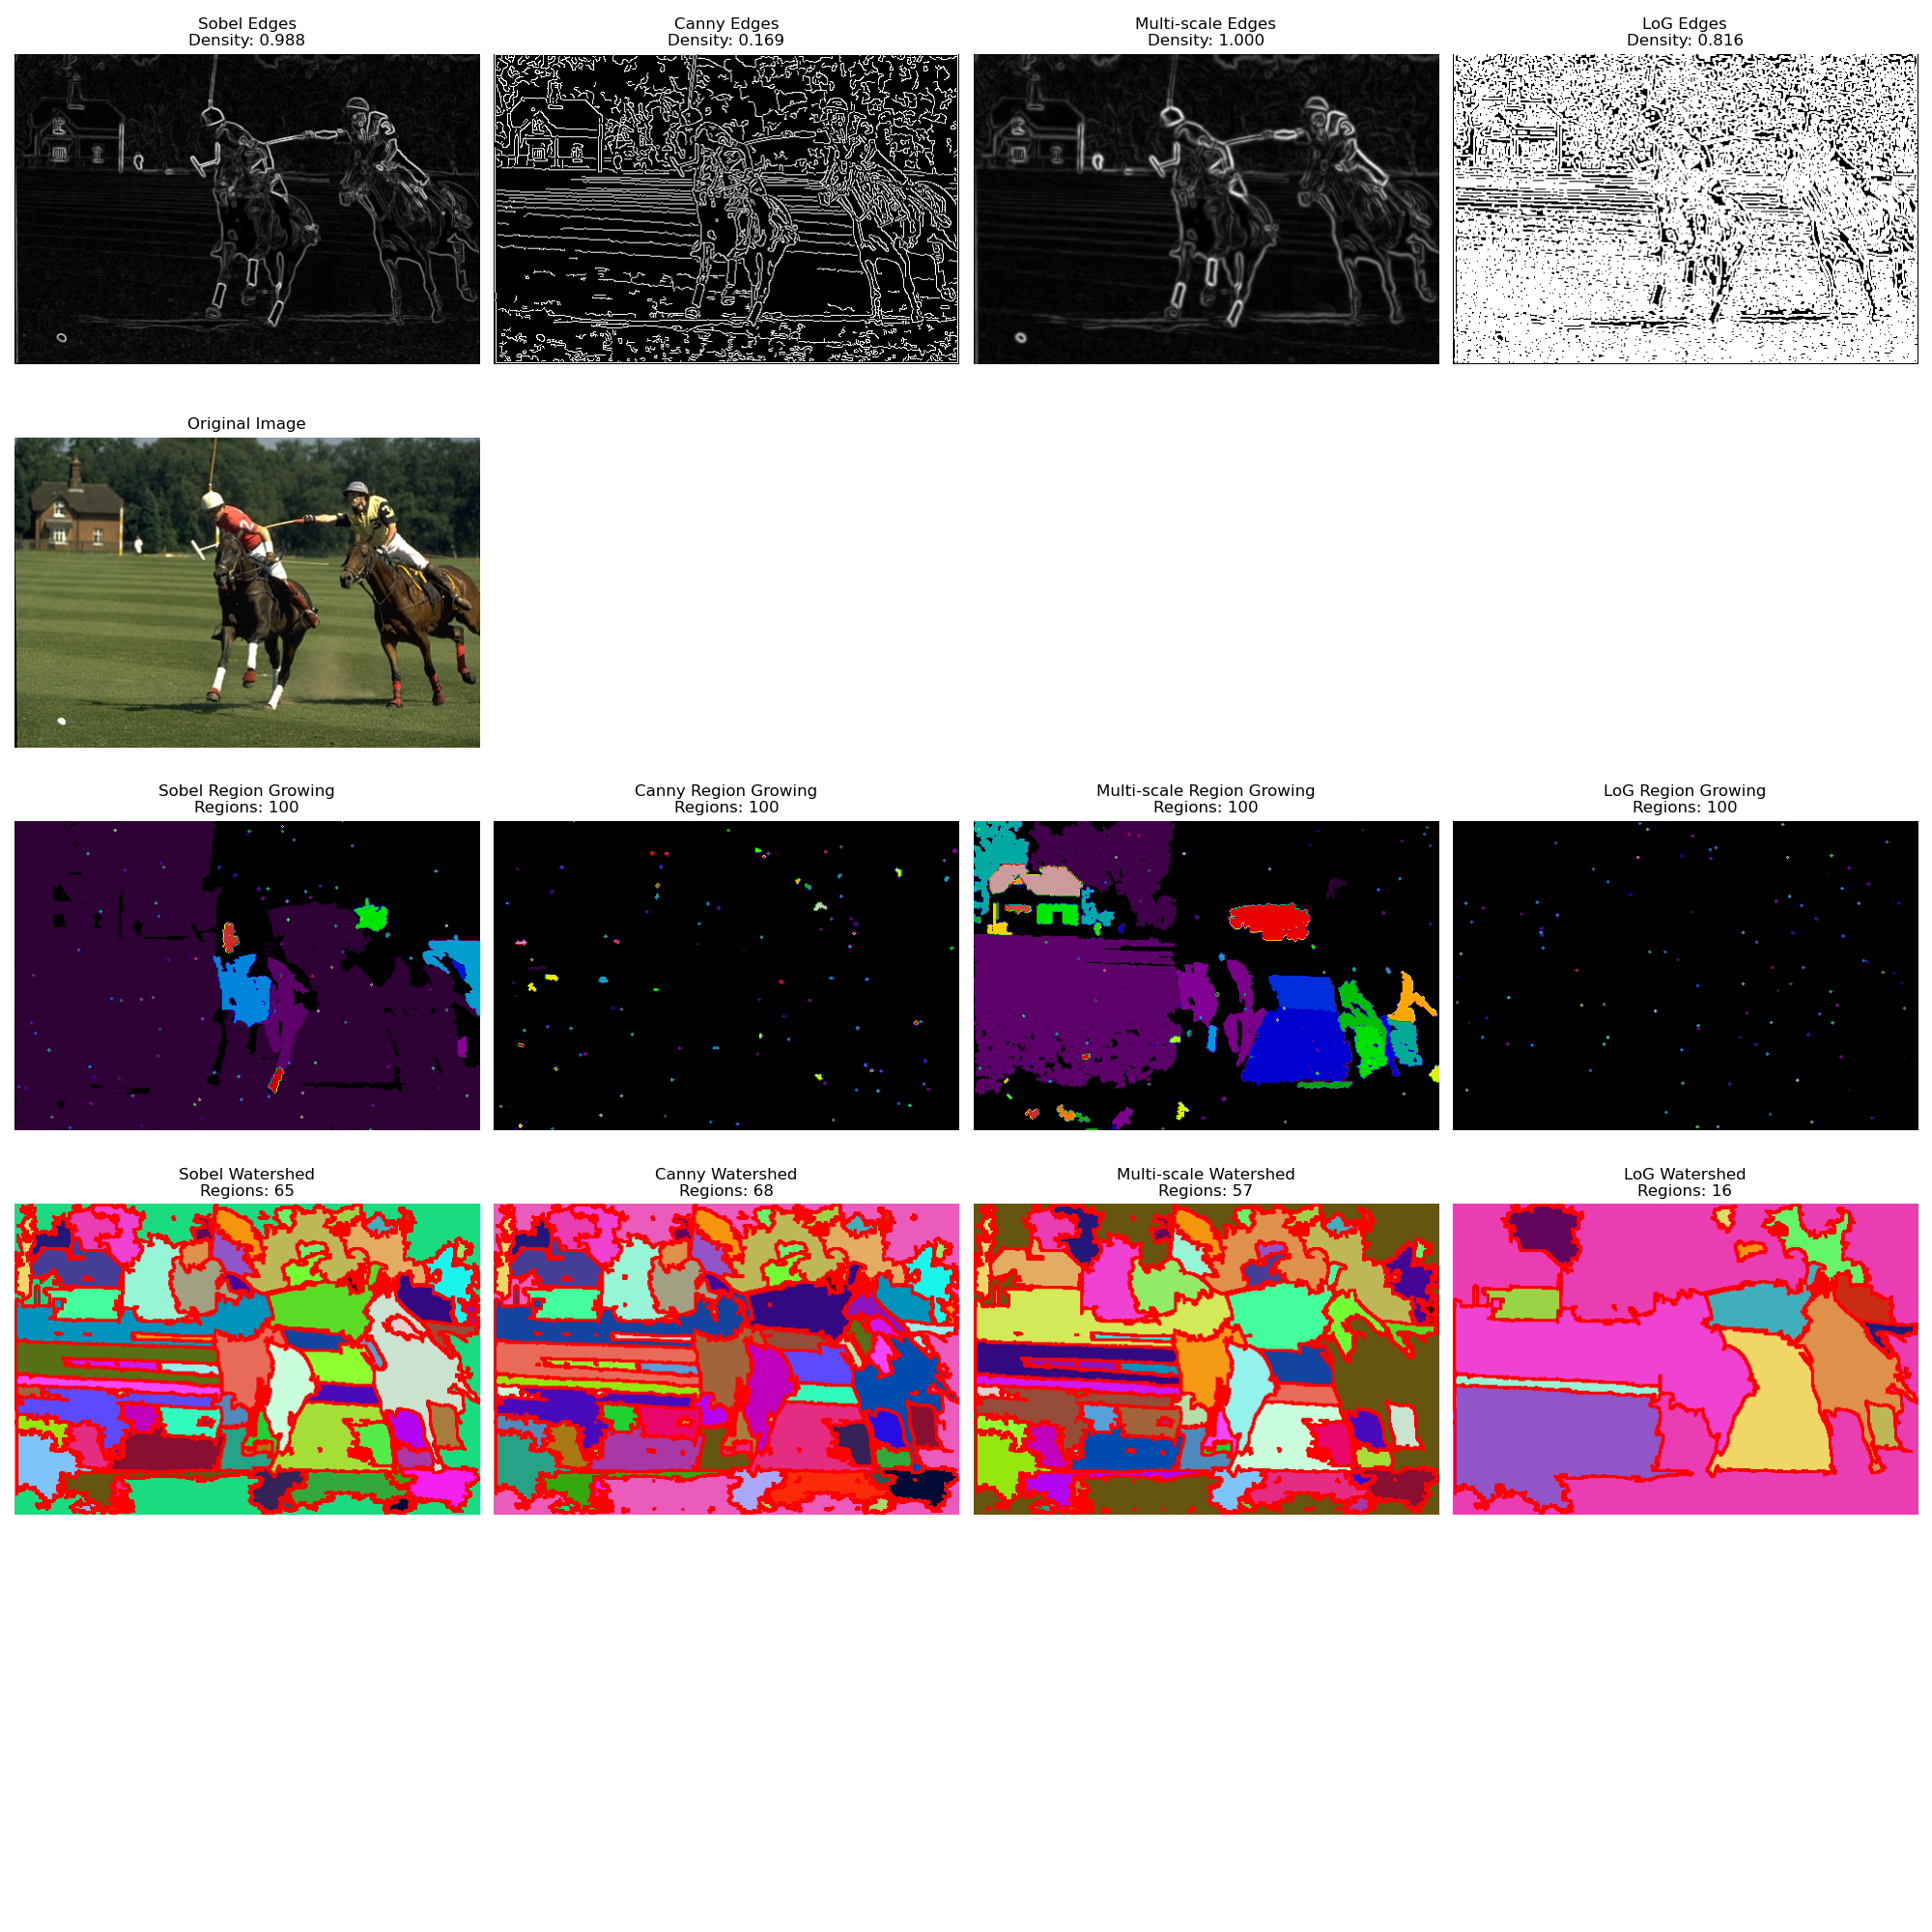 Sobel Edges
Density: 0.988
Canny Edges
Density: 0.169
Multi-scale Edges
Density: 1.000
LoG Edges
Density: 0.816
Original Image
2
3
Sobel Region Growing
Regions: 100
Canny Region Growing
Regions: 100
Multi-scale Region Growing
Regions: 100
LoG Region Growing
Regions: 100
Sobel Watershed
Regions: 65
Canny Watershed
Regions: 68
Multi-scale Watershed
Regions: 57
LoG Watershed
Regions: 16